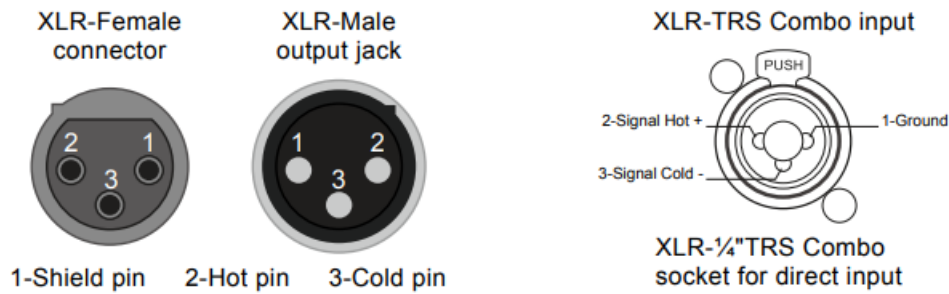 XLR-Female
connector
XLR-Male
output jack
XLR-TRS Combo input
2
1
3
1
2
3
PUSH
2-Signal Hot +
1-Ground
3-Signal Cold -
1-Shield pin 2-Hot pin 3-Cold pin
XLR-¼"TRS Combo
socket for direct input